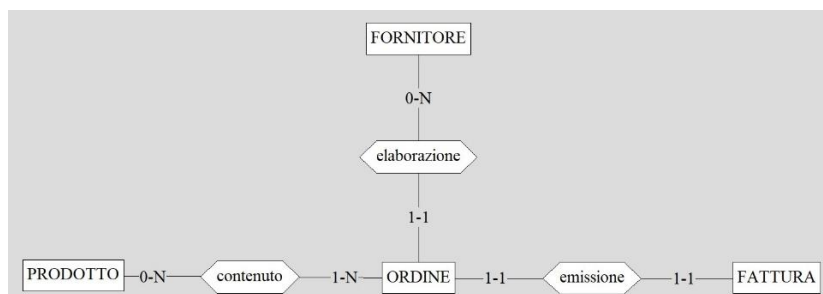 FORNITORE
0-N
elaborazione
1-1
PRODOTTO 0-N contenuto 1-N ORDINE 1-1 emissione 1-1 FATTURA